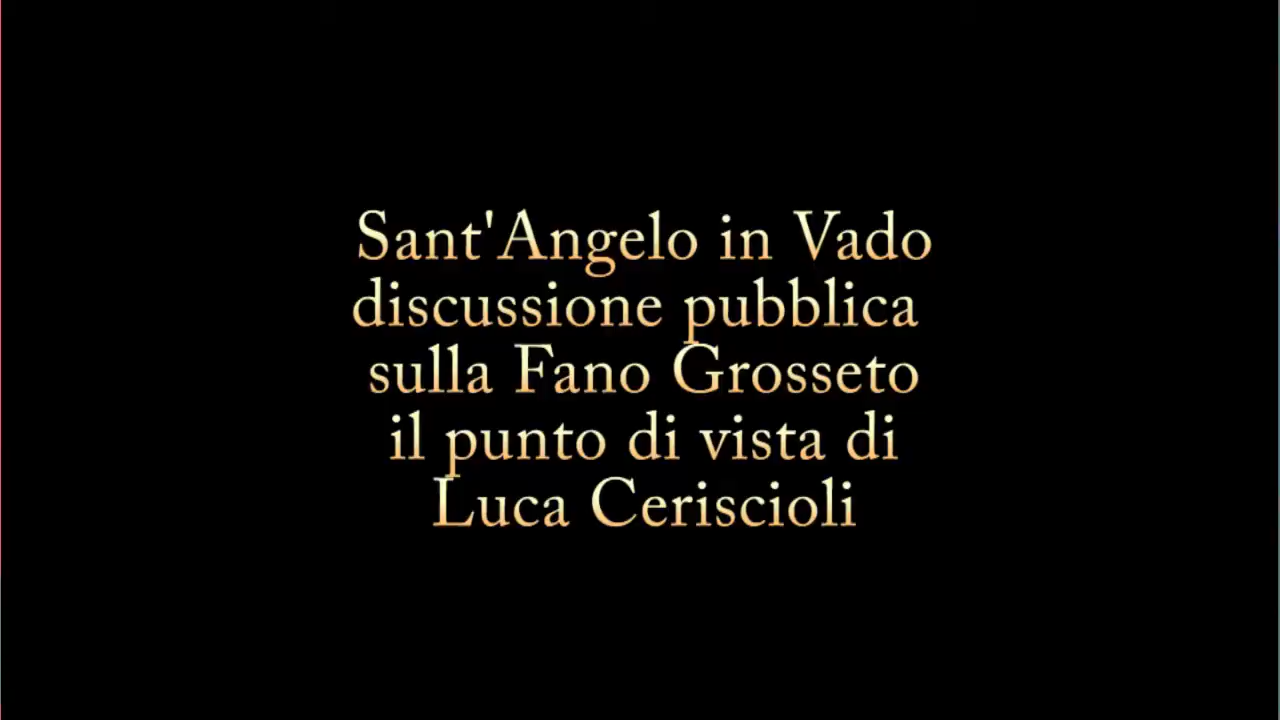 Sant'Angelo in Vado
discussione pubblica
sulla Fano Grosseto
il punto di vista di
Luca Ceriscioli